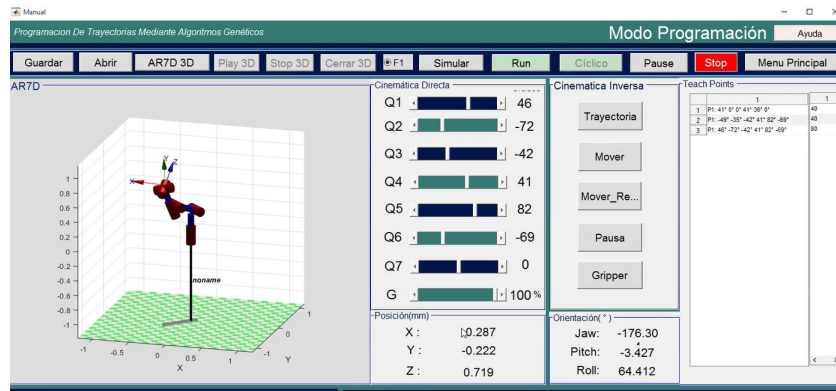 Manual
Programacion De Trayectorias Mediante Algoritmos Genéticos
Modo Programación
Ayuda
Guardar Abrir AR7D 3D Play 3D Stop 3D Cerrar 3D F1 Simular Run Cíclico Pause Stop Menu Principal
AR7D
1
0.8
0.6
0.4
0.2
0
-0.2
-0.4
-0.6
-0.8
-1
Y
Z
X
noname
-1 -0.5 0 0.5 1
X
-1 0 1
Y
Cinemática Directa
Q1 46
Q2 -72
Q3 -42
Q4 41
Q5 82
Q6 -69
Q7 0
G 100 %
Posición(mm)
X : 0.287
Y : -0.222
Z : 0.719
Cinematica Inversa
Trayectoria
Mover
Mover_Re...
Pausa
Gripper
Orientación( ° )
Jaw: -176.30
Pitch: -3.427
Roll: 64.412
Teach Points
1 1
1 P1: 41° 0° 0° 41° 36° 0° 40
2 P1: -49° -35° -42° 41° 82° -69° 40
3 P1: 46° -72° -42° 41° 82° -69° 80